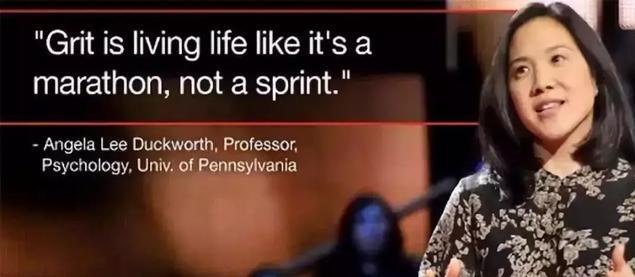 "Grit is living life like it's a
marathon, not a sprint."
- Angela Lee Duckworth, Professor,
Psychology, Univ. of Pennsylvania